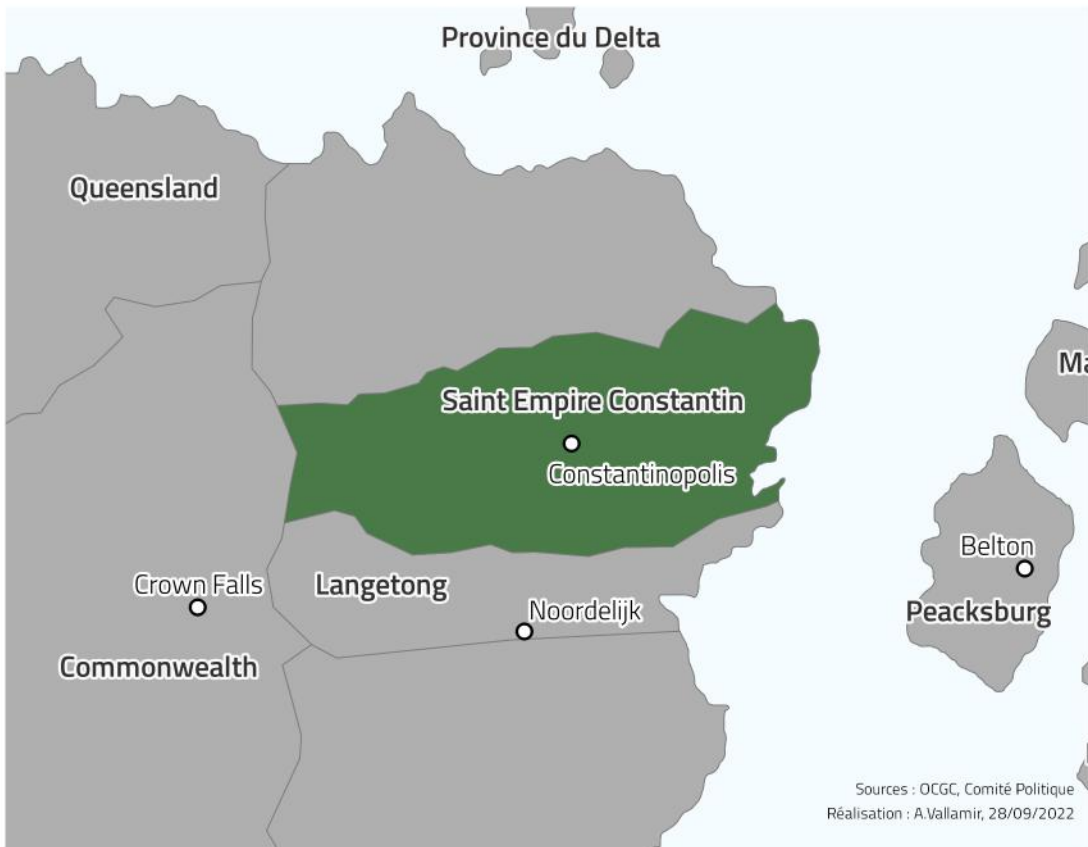 Province du Delta
Queensland
Saint Empire Constantin
Constantinopolis
Belton
Crown Falls
Langetong
Noordelijk
Peacksburg
Commonwealth
Sources : OCGC, Comité Politique
Réalisation : A.Vallamir, 28/09/2022